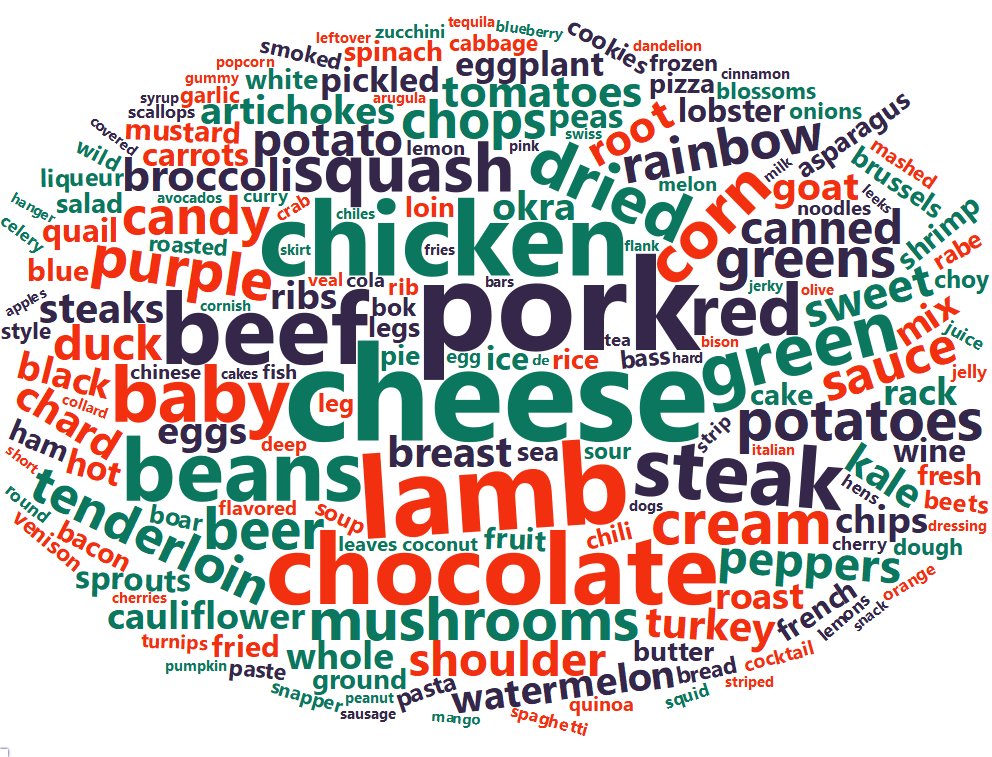 tequila
blueberry
leftover
zucchini
cookies
dandelion
smoked
spinach
cabbage
popcorn
eggplant
frozen
gummy
white
pickled
pizza
cinnamon
syrup
garlic
arugula
tomatoes
blossoms
scallops
artichokes
chops
peas
root
lobster
onions
covered
mustard
potato
swiss
rainbow
asparagus
wild
carrots
lemon
pink
milk
mashed
liqueur
broccoli
squash
dried
melon
corn
goat
brussels
hanger
salad
avocados
curry
crab
chiles
loin
okra
noodles
leeks
celery
quail
candy
chicken
canned
shrimp
roasted
skirt
fries
flank
greens
rabe
blue
purple
veal
cola
rib
bars
jerky
olive
sweet
choy
apples
steaks
cornish
ribs
bok
pork
red
mix
style
duck
beef
legs
tea
bison
green
juice
chinese
cakes
fish
pie
egg
ice
de
rice
bass
hard
sauce
black
collard
baby
leg
cheese
cake
rack
jelly
chard
eggs
deep
breast
sea
sour
strip
potatoes
italian
ham
hot
short
beans
lamb
steak
kale
wine
hens
fresh
round
tenderloin
boar
flavored
soup
dogs
cream
chips
beets
dressing
venison
bacon
beer
leaves
coconut
fruit
chili
cherry
dough
sprouts
chocolate
peppers
orange
cherries
cauliflower
mushrooms
roast
turkey
french
lemons
snack
turnips
fried
whole
shoulder
butter
cocktail
pumpkin
paste
ground
pasta
watermelon
bread
striped
snapper
peanut
sausage
mango
spaghetti
quinoa
squid